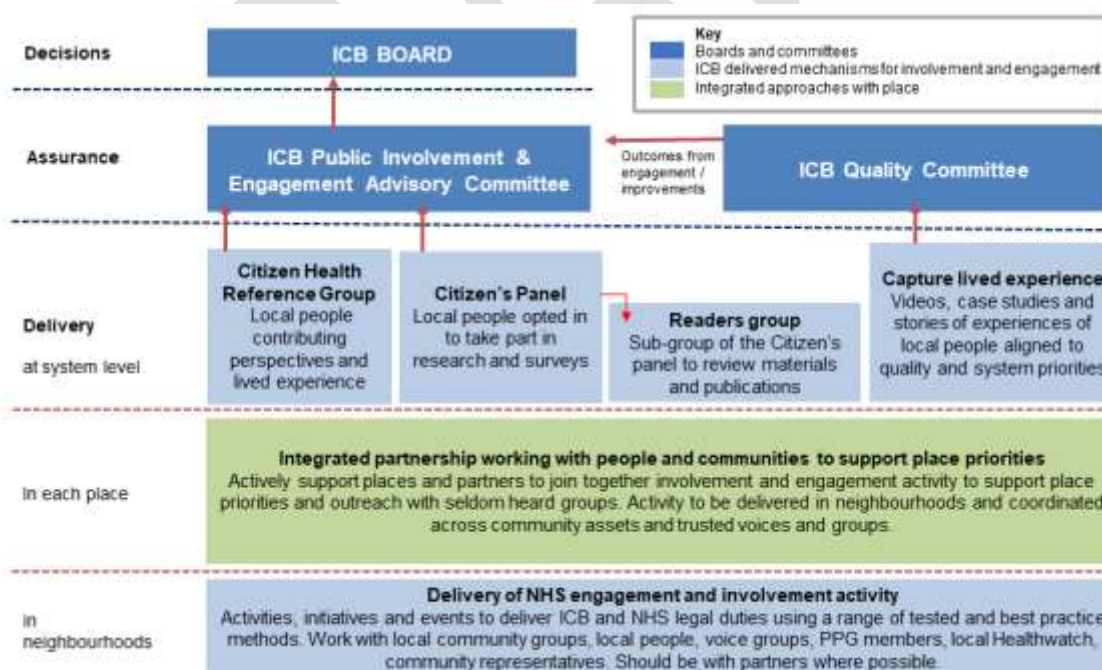 Decisions
ICB BOARD
Key
Boards and committees
ICB delivered mechanisms for involvement and engagement
Integrated approaches with place
Assurance
ICB Public Involvement &
Engagement Advisory Committee
Outcomes from
engagement /
improvements
ICB Quality Committee
Delivery
at system level
Citizen Health
Reference Group
Local people
contributing
perspectives and
lived experience
Citizen's Panel
Local people opted in
to take part in
research and surveys
Readers group
Sub-group of the Citizen's
panel to review materials
and publications
Capture lived experience
Videos, case studies and
stories of experiences of
local people aligned to
quality and system priorities
In each place
Integrated partnership working with people and communities to support place priorities
Actively support places and partners to join together involvement and engagement activity to support place
priorities and outreach with seldom heard groups. Activity to be delivered in neighbourhoods and coordinated
across community assets and trusted voices and groups.
In
neighbourhoods
Delivery of NHS engagement and involvement activity
Activities, initiatives and events to deliver ICB and NHS legal duties using a range of tested and best practice
methods. Work with local community groups, local people, voice groups, PPG members, local Healthwatch,
community representatives. Should be with partners where possible.